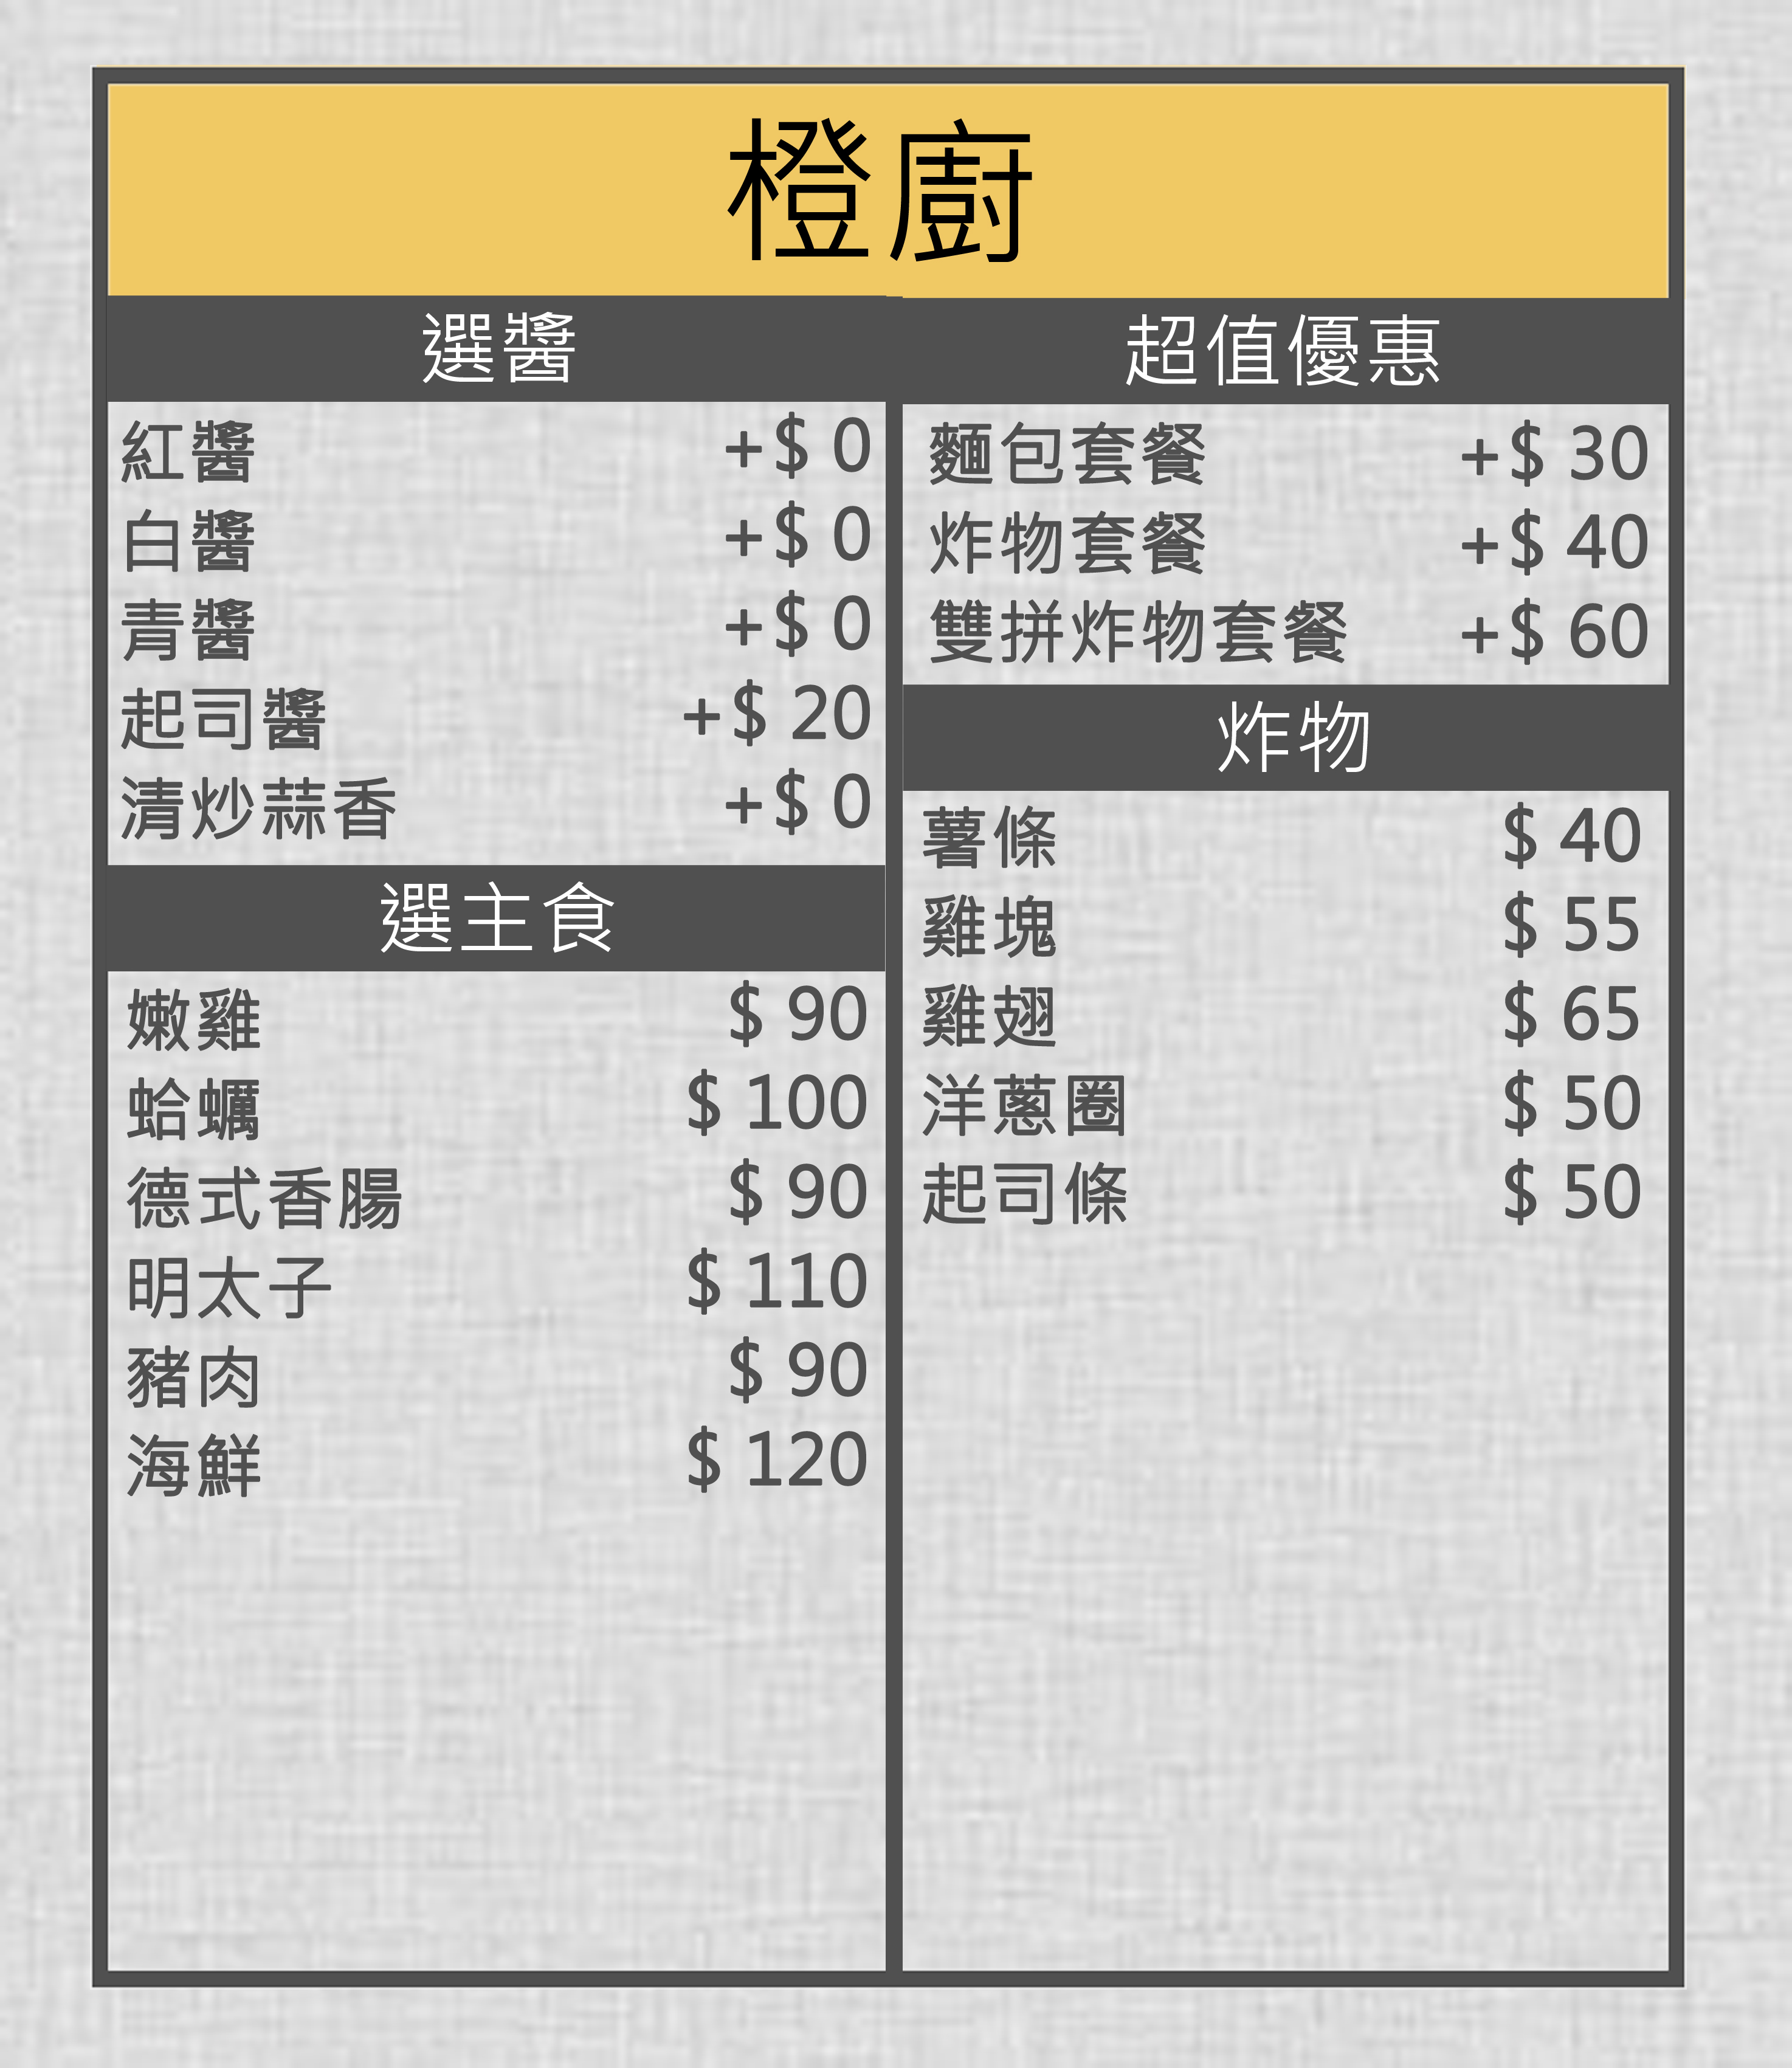 橙廚
選醬
紅醬 +$ 0
白醬 +$ 0
青醬 +$ 0
起司醬 +$ 20
清炒蒜香 +$ 0
選主食
嫩雞 $ 90
蛤蠣 $ 100
德式香腸 $ 90
明太子 $ 110
豬肉 $ 90
海鮮 $ 120
超值優惠
麵包套餐 +$ 30
炸物套餐 +$ 40
雙拼炸物套餐 +$ 60
炸物
薯條 $ 40
雞塊 $ 55
雞翅 $ 65
洋蔥圈 $ 50
起司條 $ 50